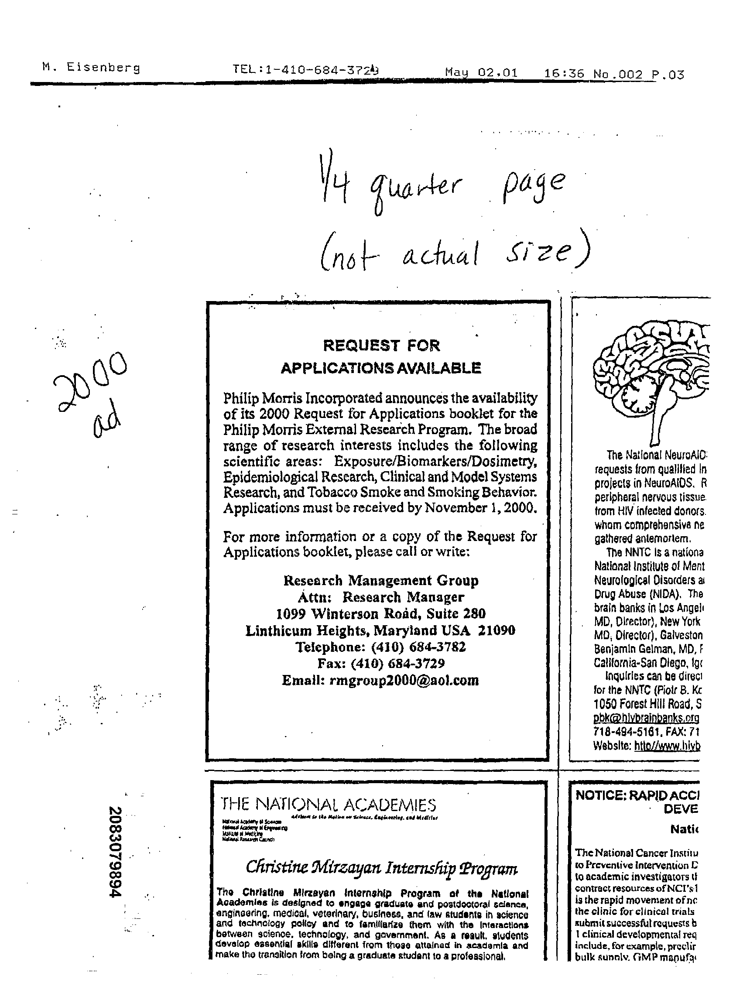 M. Eisenberg TEL:1-410-684-3729 May 02.01 16:36 No.002 P.03
1/4 quarter page
(not actual size)
2000
ad
REQUEST FOR
APPLICATIONS AVAILABLE
Philip Morris Incorporated announces the availability
of its 2000 Request for Applications booklet for the
Philip Morris External Research Program. The broad
range of research interests includes the following
scientific areas: Exposure/Biomarkers/Dosimetry,
Epidemiological Research, Clinical and Model Systems
Research, and Tobacco Smoke and Smoking Behavior.
Applications must be received by November 1, 2000.
For more information or a copy of the Request for
Applications booklet, please call or write:
Research Management Group
Attn: Research Manager
1099 Winterson Road, Suite 280
Linthicum Heights, Maryland USA 21090
Telephone: (410) 684-3782
Fax: (410) 684-3729
Email: rmgroup2000@aol.com
The National NeuroAID
requests from qualified in
projects in NeuroAIDS. R
peripheral nervous tissue
from HIV infected donors.
whom comprehensive ne
gathered antemortem.
The NNTC is a nationa
National Institute of Ment
Neurological Disorders a
Drug Abuse (NIDA). The
brain banks in Los Angel
MD, Director), New York
MD, Director), Galveston
Benjamin Gelman, MD, P
California-San Diego, Igo
Inquiries can be direct
for the NNTC (Piotr B. Ko
1050 Forest Hill Road, S
pbk@hivbrainbanks.org
718-494-5161, FAX: 71
Website: http//www.hivb
THE NATIONAL ACADEMIES
Advisers to the Nation on Science, Engineering, and Medicine
National Academy of Sciences
National Academy of Engineering
Institute of Medicine
National Research Council
Christine Mirzayan Internship Program
The Christine Mirzayan Internship Program of the National
Academies is designed to engage graduate and postdoctoral science,
engineering, medical, veterinary, business, and law students in science
and technology policy and to familiarize them with the interactions
between science, technology, and government. As a result, students
develop essential skills different from those attained in academia and
make the transition from being a graduate student to a professional.
NOTICE: RAPID ACCE
DEVE
Natio
The National Cancer Institu
to Preventive Intervention D
to academic investigators t
contract resources of NCI's
is the rapid movement of no
the clinic for clinical trials
submit successful requests b
clinical developmental req
include, for example, preclin
bulk supply, GMP manufa
2083079894